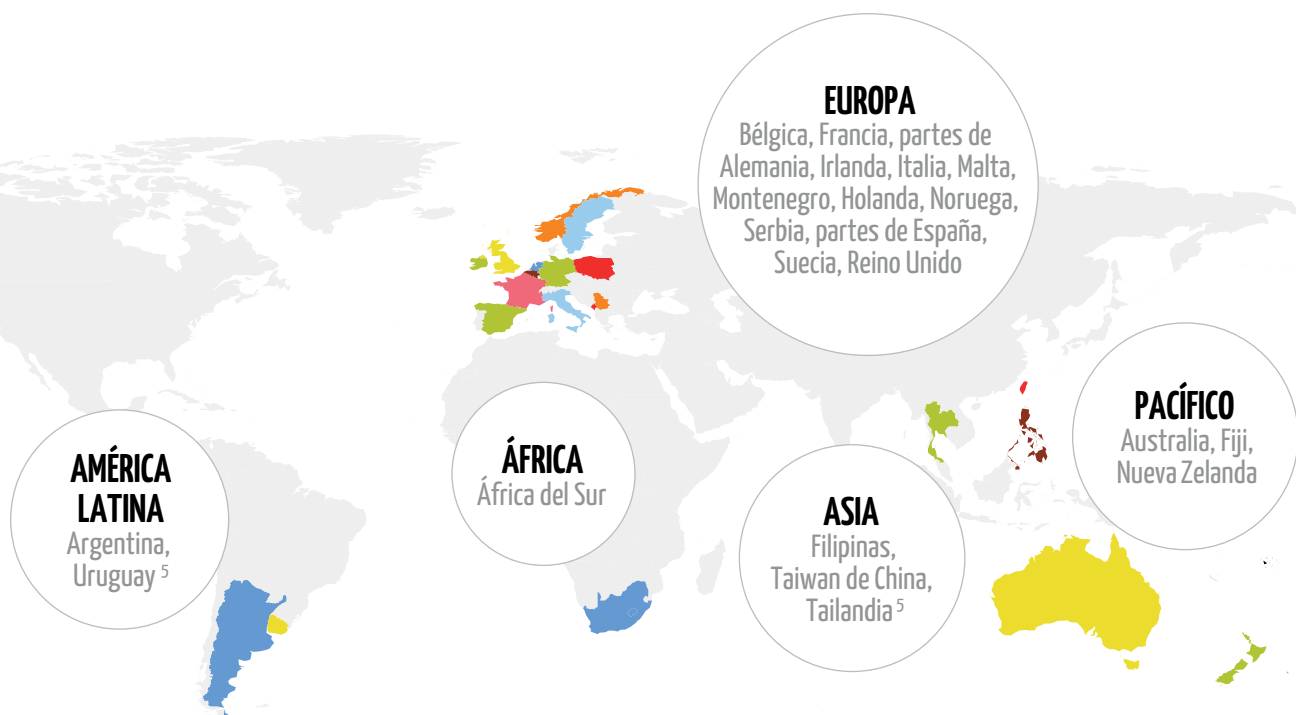 EUROPA
Bélgica, Francia, partes de
Alemania, Irlanda, Italia, Malta,
Montenegro, Holanda, Noruega,
Serbia, partes de España,
Suecia, Reino Unido
PACÍFICO
Australia, Fiji,
Nueva Zelanda
ÁFRICA
África del Sur
AMÉRICA
LATINA
Argentina,
Uruguay 5
ASIA
Filipinas,
Taiwan de China,
Tailandia 5